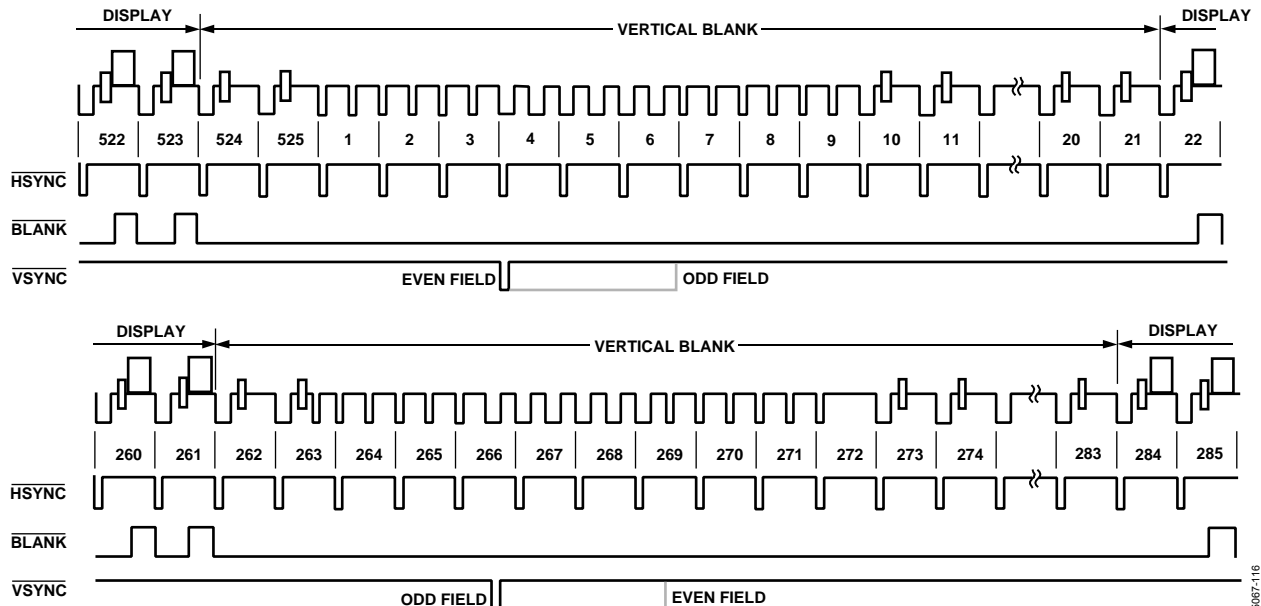 DISPLAY VERTICAL BLANK DISPLAY
522 523 524 525 1 2 3 4 5 6 7 8 9 10 11 20 21 22
HSYNC
BLANK
VSYNC EVEN FIELD ODD FIELD
DISPLAY VERTICAL BLANK DISPLAY
260 261 262 263 264 265 266 267 268 269 270 271 272 273 274 283 284 285
HSYNC
BLANK
VSYNC ODD FIELD EVEN FIELD